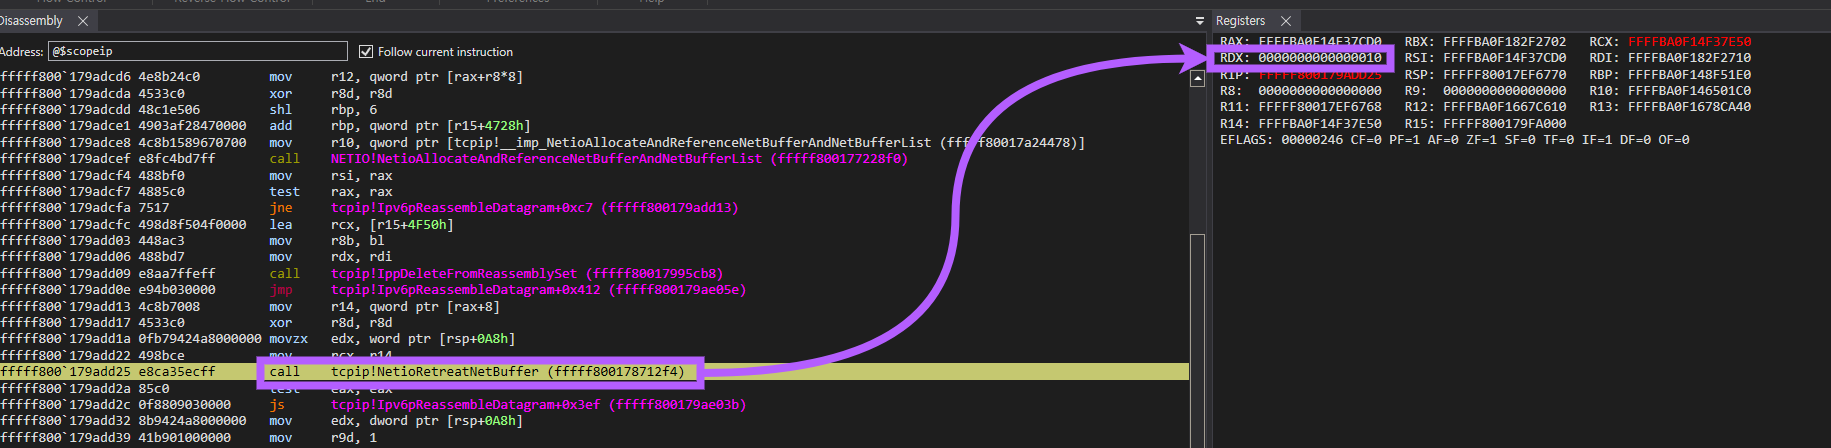 Flow Control Reverse Flow Control End Preferences Help
Disassembly Registers
Address: @$scopeip Follow current instruction
fffff800`179adcd6 4e8b24c0 mov r12, qword ptr [rax+r8*8]
fffff800`179adcda 4533c0 xor r8d, r8d
fffff800`179adcdd 48c1e506 shl rbp, 6
fffff800`179adce1 4903af28470000 add rbp, qword ptr [r15+4728h]
fffff800`179adce8 4c8b1589670700 mov r10, qword ptr [tcpip!__imp_NetioAllocateAndReferenceNetBufferAndNetBufferList (fffff80017a24478)]
fffff800`179adcef e8fc4bd7ff call NETIO!NetioAllocateAndReferenceNetBufferAndNetBufferList (fffff800177228f0)
fffff800`179adcf4 488bf0 mov rsi, rax
fffff800`179adcf7 4885c0 test rax, rax
fffff800`179adcfa 7517 jne tcpip!Ipv6pReassembleDatagram+0xc7 (fffff800179add13)
fffff800`179adcfc 498d8f504f0000 lea rcx, [r15+4F50h]
fffff800`179add03 448ac3 mov r8b, bl
fffff800`179add06 488bd7 mov rdx, rdi
fffff800`179add09 e8aa7ffeff call tcpip!IppDeleteFromReassemblySet (fffff80017995cb8)
fffff800`179add0e e94b030000 jmp tcpip!Ipv6pReassembleDatagram+0x412 (fffff800179ae05e)
fffff800`179add13 4c8b7008 mov r14, qword ptr [rax+8]
fffff800`179add17 4533c0 xor r8d, r8d
fffff800`179add1a 0fb79424a8000000 movzx edx, word ptr [rsp+0A8h]
fffff800`179add22 498bce mov rcx, r14
fffff800`179add25 e8ca35ecff call tcpip!NetioRetreatNetBuffer (fffff800178712f4)
fffff800`179add2a 85c0 test eax, eax
fffff800`179add2c 0f8809030000 js tcpip!Ipv6pReassembleDatagram+0x3ef (fffff800179ae03b)
fffff800`179add32 8b9424a8000000 mov edx, dword ptr [rsp+0A8h]
fffff800`179add39 41b901000000 mov r9d, 1
RAX: FFFFBA0F14F37CD0 RBX: FFFFBA0F182F2702 RCX: FFFFBA0F14F37E50
RDX: 0000000000000010 RSI: FFFFBA0F14F37CD0 RDI: FFFFBA0F182F2710
RIP: FFFFF800179ADD25 RSP: FFFFF80017EF6770 RBP: FFFFBA0F148F51E0
R8: 0000000000000000 R9: 0000000000000000 R10: FFFFBA0F146501C0
R11: FFFFF80017EF6768 R12: FFFFBA0F1667C610 R13: FFFFBA0F1678CA40
R14: FFFFBA0F14F37E50 R15: FFFFF800179FA000
EFLAGS: 00000246 CF=0 PF=1 AF=0 ZF=1 SF=0 TF=0 IF=1 DF=0 OF=0